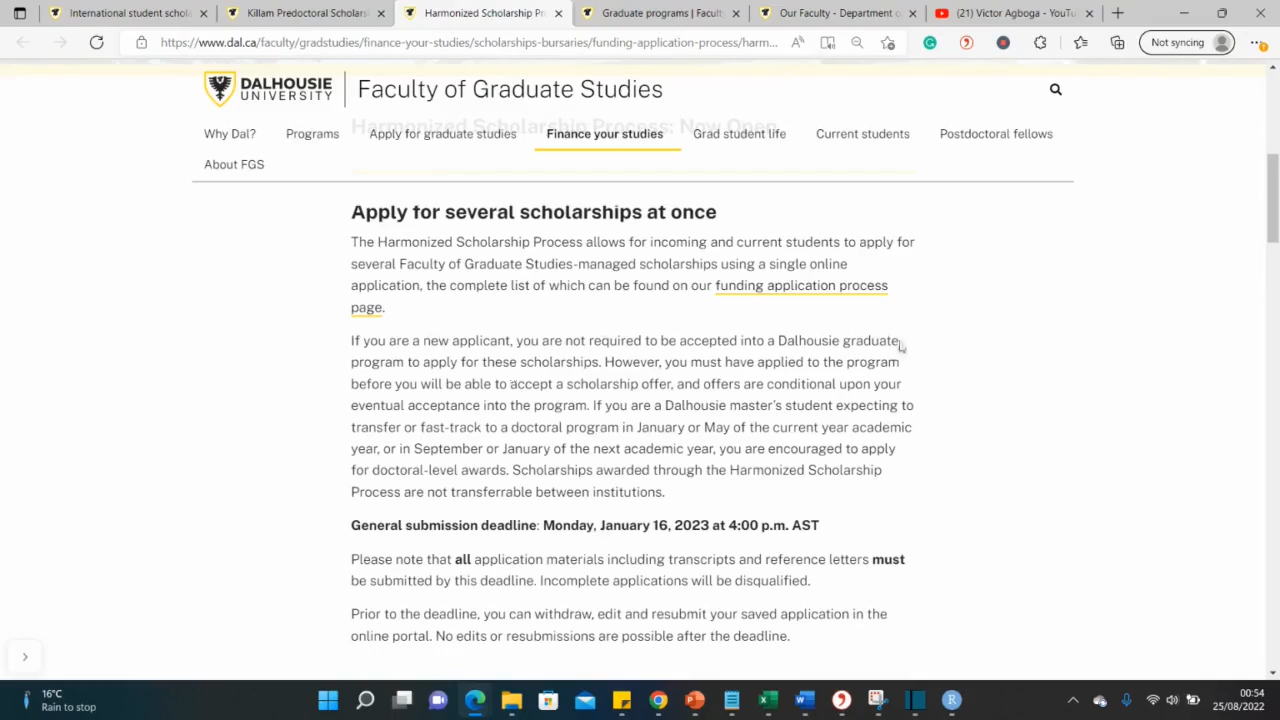 International student schola
Killam Predoctoral Scholarsh
Harmonized Scholarship Pr
Graduate programs | Facult
Our Faculty - Department o
(21) Victor Agboga - YouTu
https://www.dal.ca/faculty/gradstudies/finance-your-studies/scholarships-bursaries/funding-application-process/harm...
Not syncing
DALHOUSIE
UNIVERSITY
Faculty of Graduate Studies
Harmonized Scholarship Process: Now Open
Why Dal?
Programs
Apply for graduate studies
Finance your studies
Grad student life
Current students
Postdoctoral fellows
About FGS
Apply for several scholarships at once
The Harmonized Scholarship Process allows for incoming and current students to apply for
several Faculty of Graduate Studies-managed scholarships using a single online
application, the complete list of which can be found on our funding application process
page.
If you are a new applicant, you are not required to be accepted into a Dalhousie graduate
program to apply for these scholarships. However, you must have applied to the program
before you will be able to accept a scholarship offer, and offers are conditional upon your
eventual acceptance into the program. If you are a Dalhousie master's student expecting to
transfer or fast-track to a doctoral program in January or May of the current year academic
year, or in September or January of the next academic year, you are encouraged to apply
for doctoral-level awards. Scholarships awarded through the Harmonized Scholarship
Process are not transferrable between institutions.
General submission deadline: Monday, January 16, 2023 at 4:00 p.m. AST
Please note that all application materials including transcripts and reference letters must
be submitted by this deadline. Incomplete applications will be disqualified.
Prior to the deadline, you can withdraw, edit and resubmit your saved application in the
online portal. No edits or resubmissions are possible after the deadline.
16°C
Rain to stop
00:54
25/08/2022